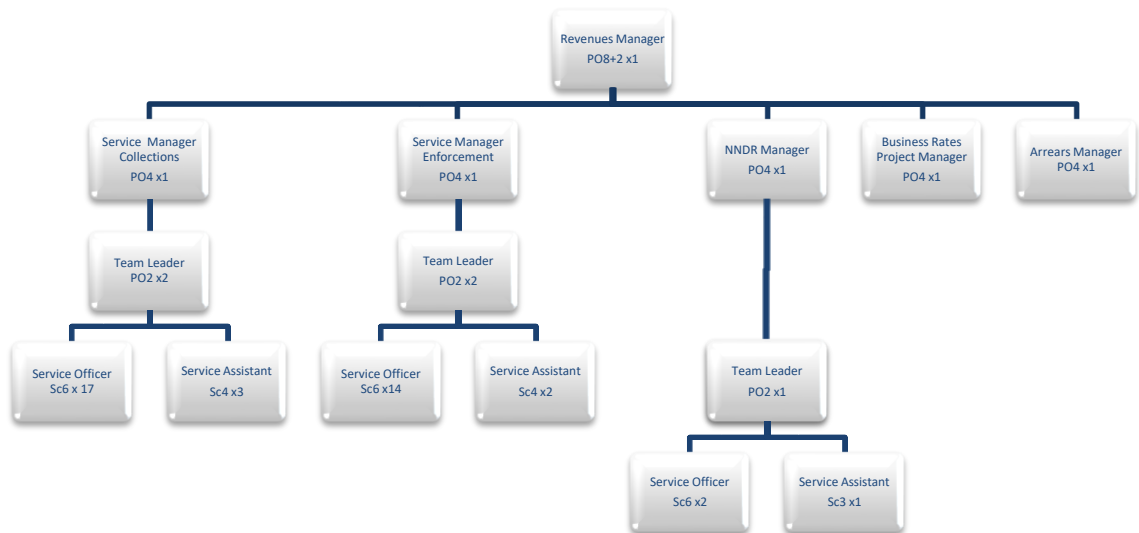 Revenues Manager
PO8+2 x1
Service Manager
Collections
PO4 x1
Service Manager
Enforcement
PO4 x1
NNDR Manager
PO4 x1
Business Rates
Project Manager
PO4 x1
Arrears Manager
PO4 x1
Team Leader
PO2 x2
Team Leader
PO2 x2
Service Officer
Sc6 x 17
Service Assistant
Sc4 x3
Service Officer
Sc6 x14
Service Assistant
Sc4 x2
Team Leader
PO2 x1
Service Officer
Sc6 x2
Service Assistant
Sc3 x1